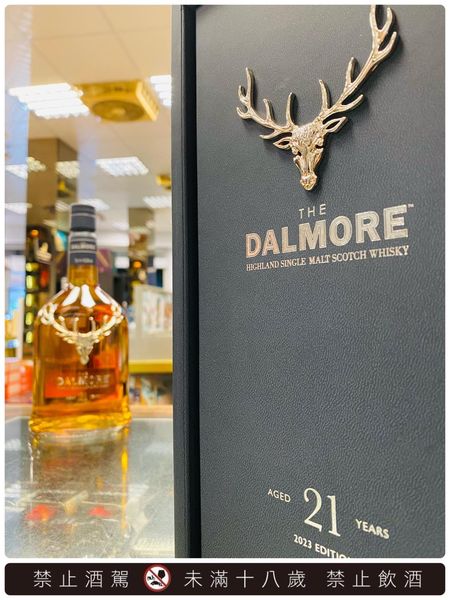 THE
DALMORE™
HIGHLAND SINGLE MALT SCOTCH WHISKY
AGED 21 YEARS
2023 EDITION
DALMORE
DALMORE
禁止酒駕 未滿十八歲 禁止飲酒